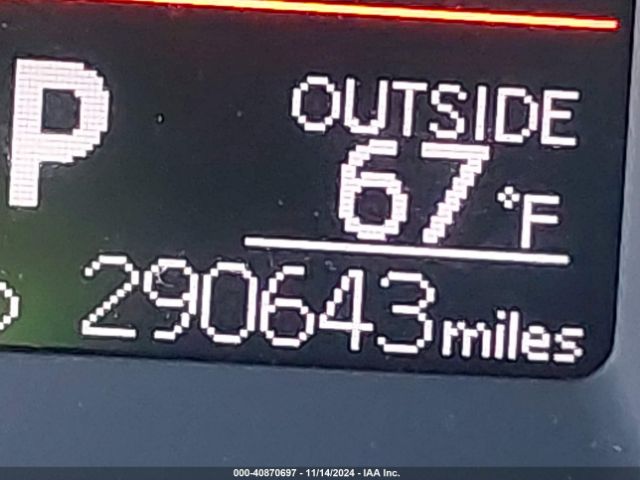 P
OUTSIDE
67°F
290643 miles
000-40870697 - 11/14/2024 - IAA Inc.